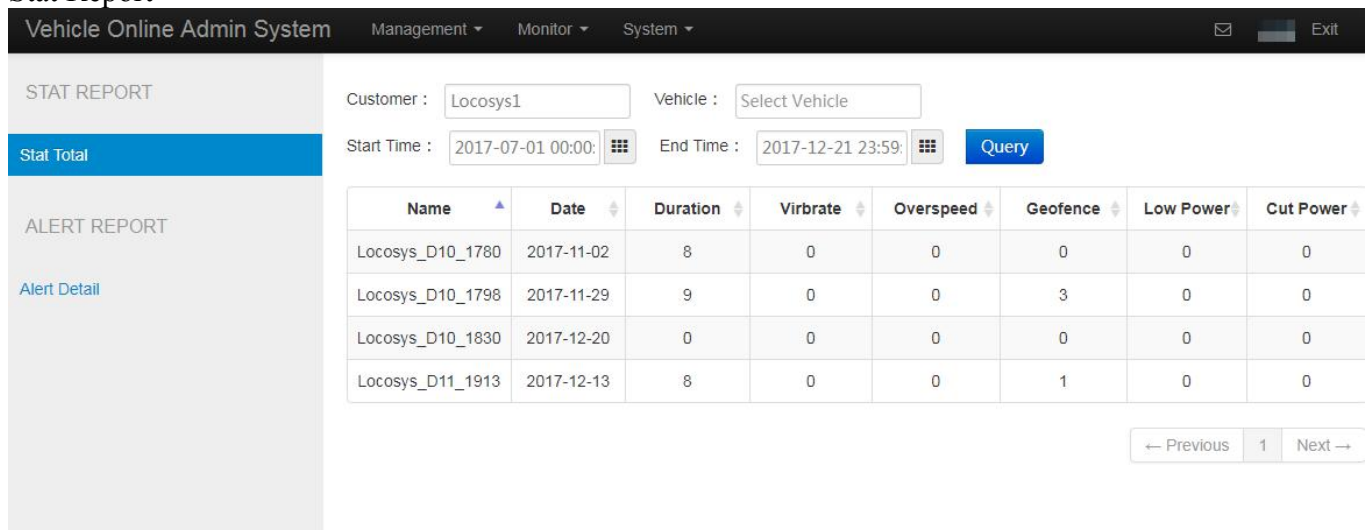 Stat Report
Vehicle Online Admin System Management Monitor System Exit
STAT REPORT
Stat Total
ALERT REPORT
Alert Detail
Customer : Locosys1 Vehicle : Select Vehicle
Start Time : 2017-07-01 00:00: End Time : 2017-12-21 23:59: Query
Name Date Duration Virbrate Overspeed Geofence Low Power Cut Power
Locosys_D10_1780 2017-11-02 8 0 0 0 0 0
Locosys_D10_1798 2017-11-29 9 0 0 3 0 0
Locosys_D10_1830 2017-12-20 0 0 0 0 0 0
Locosys_D11_1913 2017-12-13 8 0 0 1 0 0
← Previous 1 Next →